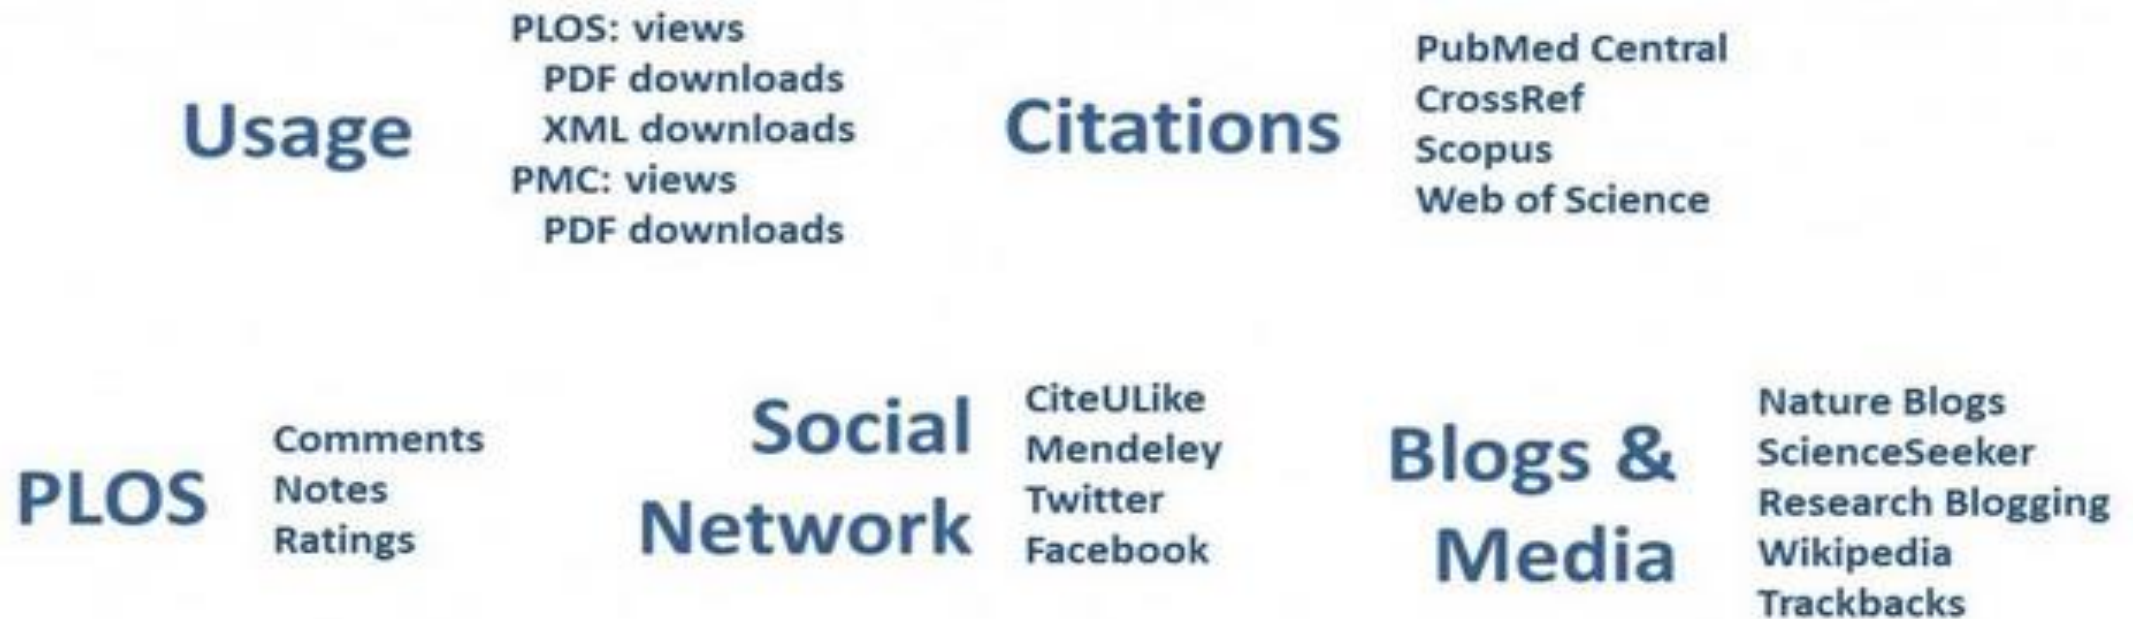 Usage
PLOS: views
PDF downloads
XML downloads
PMC: views
PDF downloads
Citations
PubMed Central
CrossRef
Scopus
Web of Science
PLOS
Comments
Notes
Ratings
Social
Network
CiteULike
Mendeley
Twitter
Facebook
Blogs &
Media
Nature Blogs
ScienceSeeker
Research Blogging
Wikipedia
Trackbacks